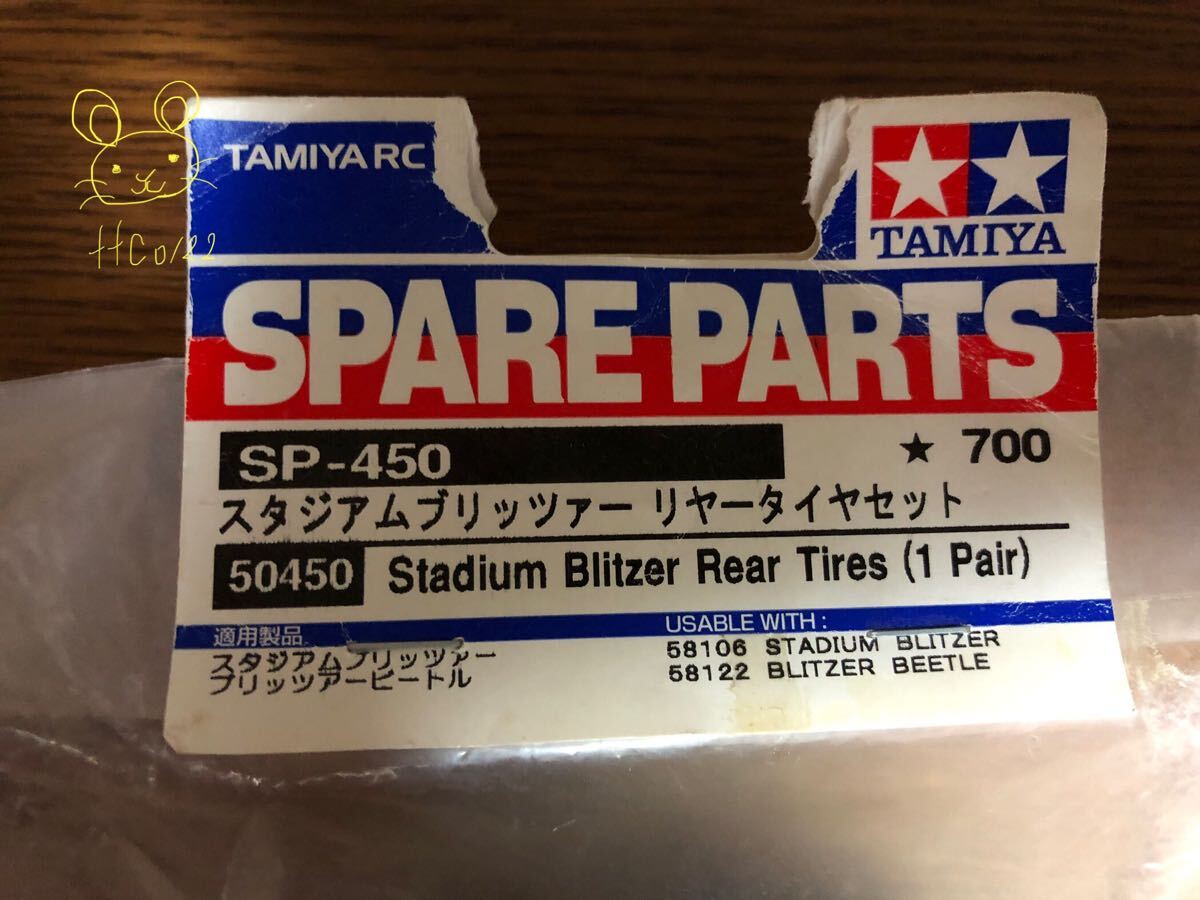 TAMIYA RC
TAMIYA
HCo122
SPARE PARTS
SP-450 ★ 700
スタジアムブリッツァー リヤータイヤセット
50450 Stadium Blitzer Rear Tires (1 Pair)
適用製品
スタジアムブリッツァー
ブリッツアービートル
USABLE WITH :
58106 STADIUM BLITZER
58122 BLITZER BEETLE